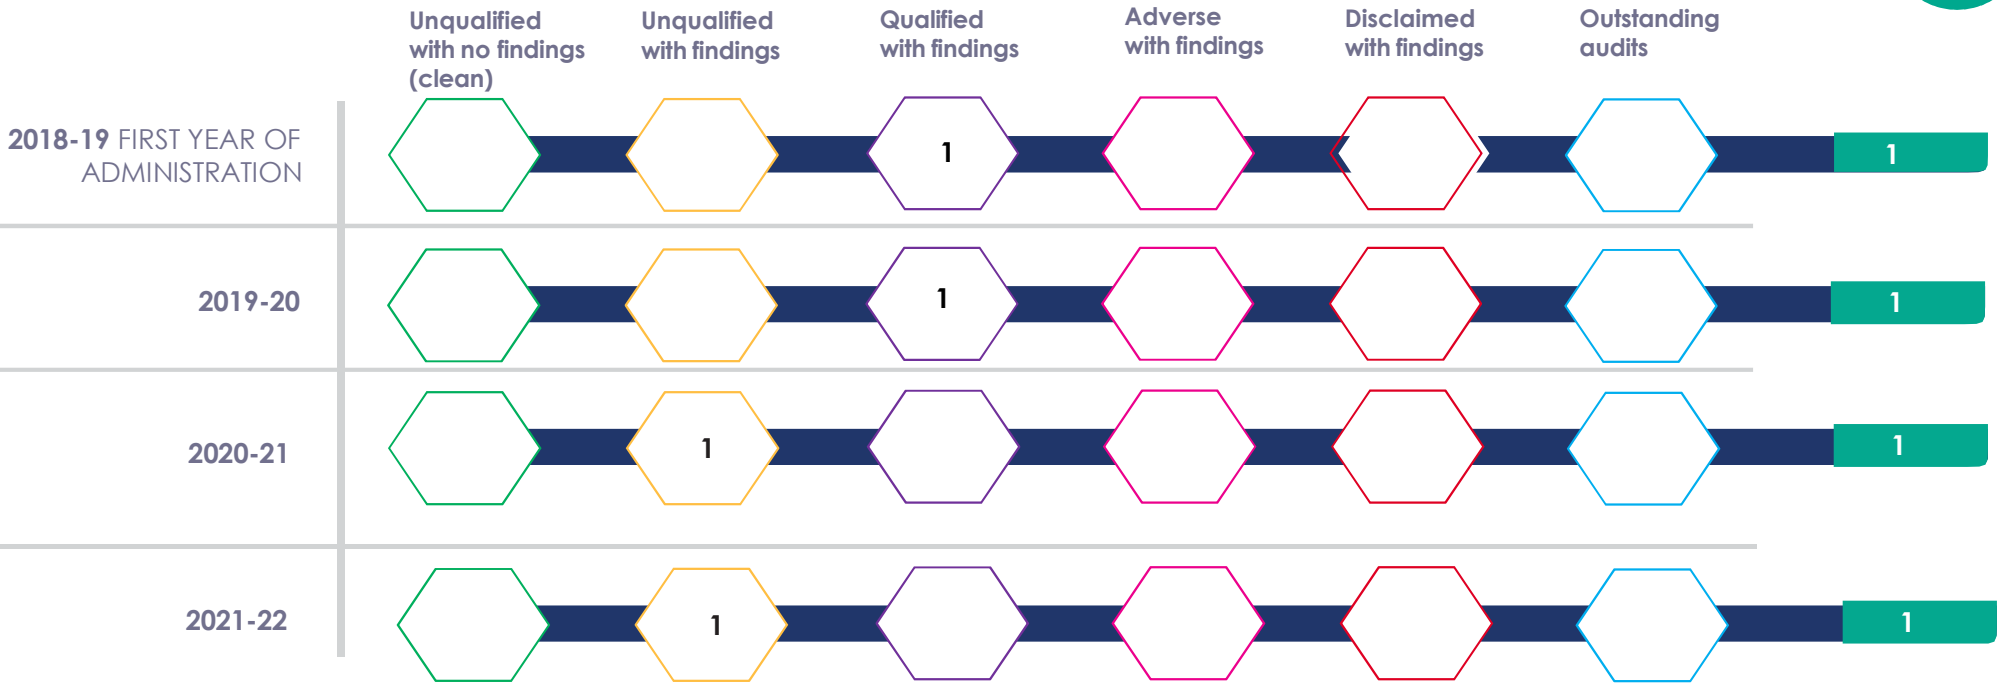 Unqualified
with no findings
(clean)
Unqualified
with findings
Qualified
with findings
Adverse
with findings
Disclaimed
with findings
Outstanding
audits
2018-19 FIRST YEAR OF
ADMINISTRATION
1
1
2019-20
1
1
2020-21
1
1
2021-22
1
1